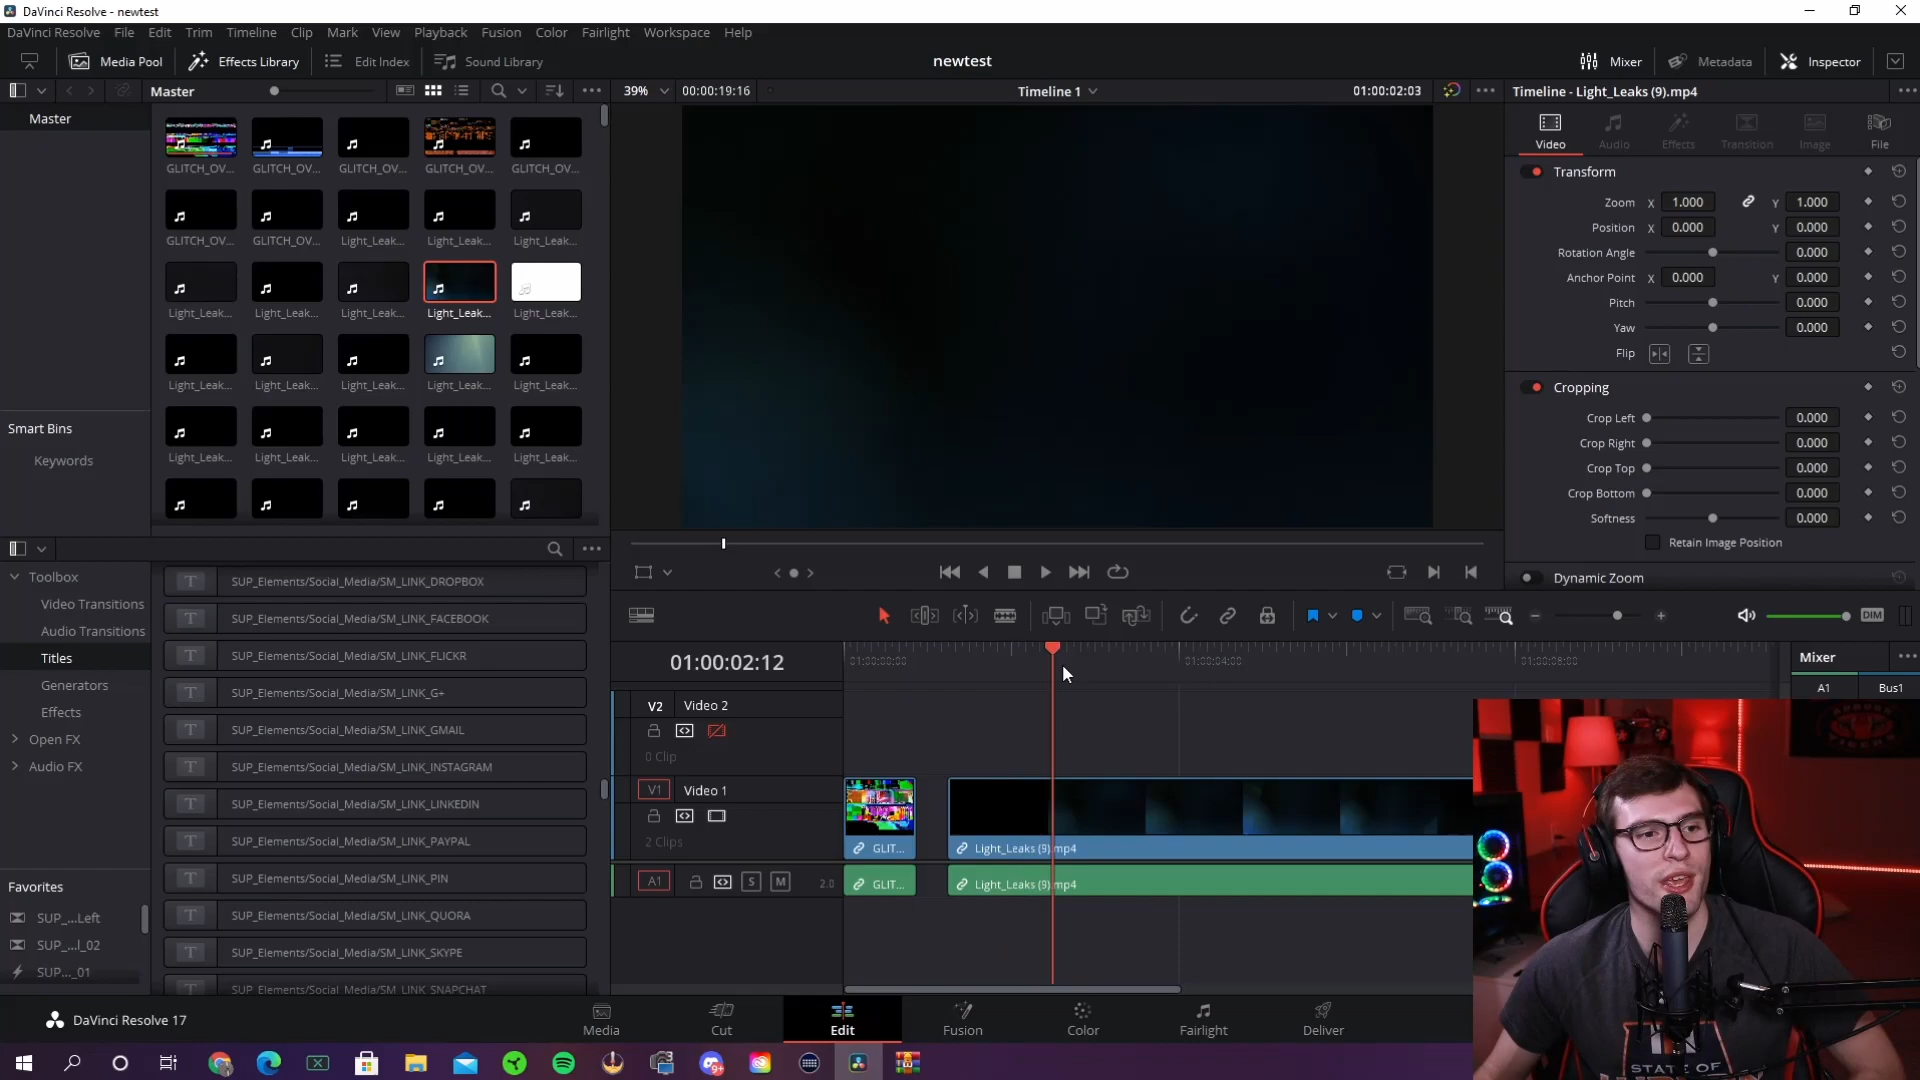 DaVinci Resolve - newtest
DaVinci Resolve File Edit Trim Timeline Clip Mark View Playback Fusion Color Fairlight Workspace Help
Media Pool Effects Library Edit Index Sound Library newtest Mixer Metadata Inspector
Master 39% 00:00:19:16 Timeline 1 01:00:02:03 Timeline - Light_Leaks (9).mp4
Master
Video Audio Effects Transition Image File
GLITCH_OV... GLITCH_OV... GLITCH_OV... GLITCH_OV... GLITCH_OV...
GLITCH_OV... GLITCH_OV... Light_Leak... Light_Leak... Light_Leak...
Light_Leak... Light_Leak... Light_Leak... Light_Leak... Light_Leak...
Light_Leak... Light_Leak... Light_Leak... Light_Leak... Light_Leak...
Light_Leak... Light_Leak... Light_Leak... Light_Leak... Light_Leak...
Smart Bins
Keywords
Transform
Zoom X 1.000 Y 1.000
Position X 0.000 Y 0.000
Rotation Angle 0.000
Anchor Point X 0.000 Y 0.000
Pitch 0.000
Yaw 0.000
Flip
Cropping
Crop Left 0.000
Crop Right 0.000
Crop Top 0.000
Crop Bottom 0.000
Softness 0.000
Retain Image Position
Dynamic Zoom
Toolbox
Video Transitions
Audio Transitions
Titles
Generators
Effects
Open FX
Audio FX
Favorites
SUP_...Left
SUP_...l_02
SUP..._01
T SUP_Elements/Social_Media/SM_LINK_DROPBOX
T SUP_Elements/Social_Media/SM_LINK_FACEBOOK
T SUP_Elements/Social_Media/SM_LINK_FLICKR
T SUP_Elements/Social_Media/SM_LINK_G+
T SUP_Elements/Social_Media/SM_LINK_GMAIL
T SUP_Elements/Social_Media/SM_LINK_INSTAGRAM
T SUP_Elements/Social_Media/SM_LINK_LINKEDIN
T SUP_Elements/Social_Media/SM_LINK_PAYPAL
T SUP_Elements/Social_Media/SM_LINK_PIN
T SUP_Elements/Social_Media/SM_LINK_QUORA
T SUP_Elements/Social_Media/SM_LINK_SKYPE
T SUP_Elements/Social_Media/SM_LINK_SNAPCHAT
DIM
01:00:02:12 01:00:00:00 01:00:04:00 01:00:08:00
Mixer
A1 Bus1
V2 Video 2
0 Clip
V1 Video 1
2 Clips
GLIT... Light_Leaks (9).mp4
A1 S M 2.0 GLIT... Light_Leaks (9).mp4
DaVinci Resolve 17
Media Cut Edit Fusion Color Fairlight Deliver
9+
STATE OF